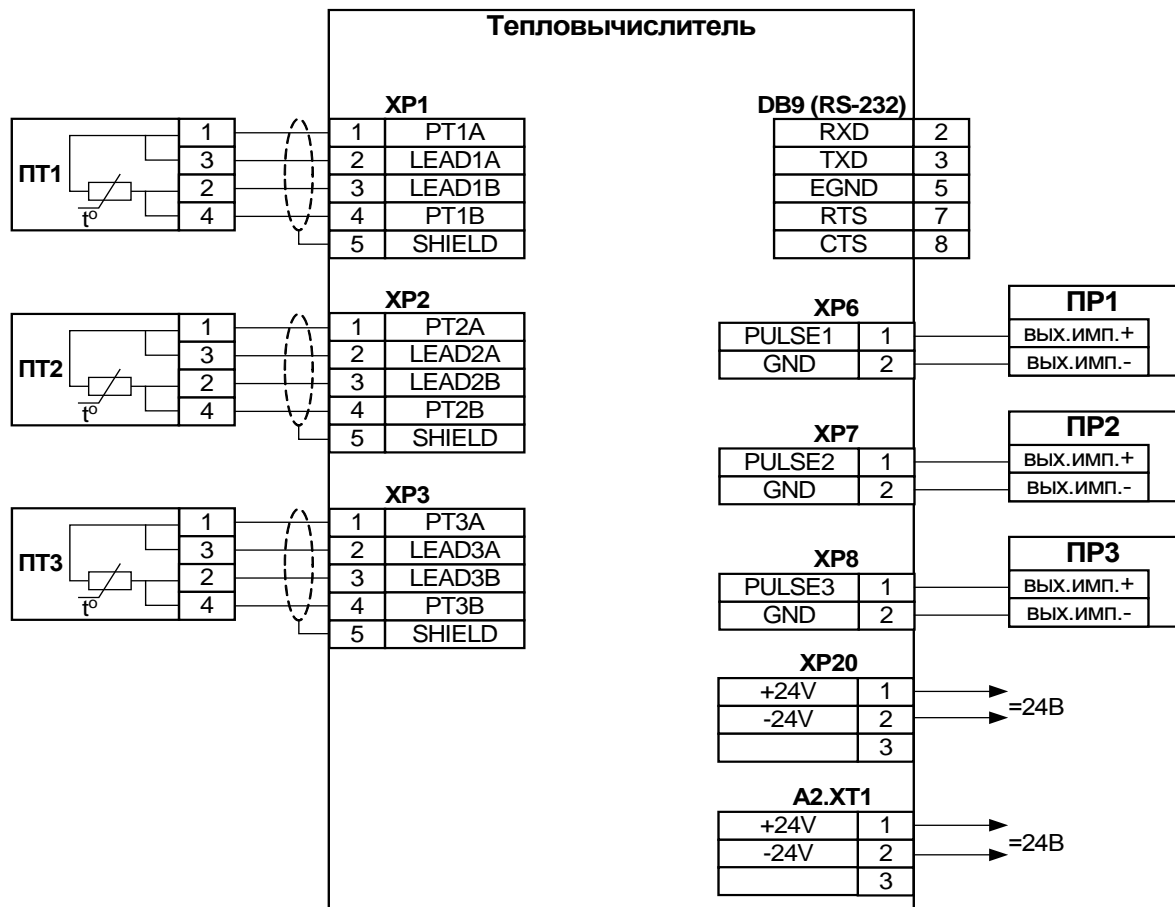 Тепловычислитель
XP1
ПТ1
1 1 PT1A
3 2 LEAD1A
2 3 LEAD1B
4 4 PT1B
5 SHIELD
tº
XP2
ПТ2
1 1 PT2A
3 2 LEAD2A
2 3 LEAD2B
4 4 PT2B
5 SHIELD
tº
XP3
ПТ3
1 1 PT3A
3 2 LEAD3A
2 3 LEAD3B
4 4 PT3B
5 SHIELD
tº
DB9 (RS-232)
RXD 2
TXD 3
EGND 5
RTS 7
CTS 8
XP6
PULSE1 1
GND 2
ПР1
вых.имп.+
вых.имп.-
XP7
PULSE2 1
GND 2
ПР2
вых.имп.+
вых.имп.-
XP8
PULSE3 1
GND 2
ПР3
вых.имп.+
вых.имп.-
XP20
+24V 1
-24V 2
3
=24В
A2.XT1
+24V 1
-24V 2
3
=24В